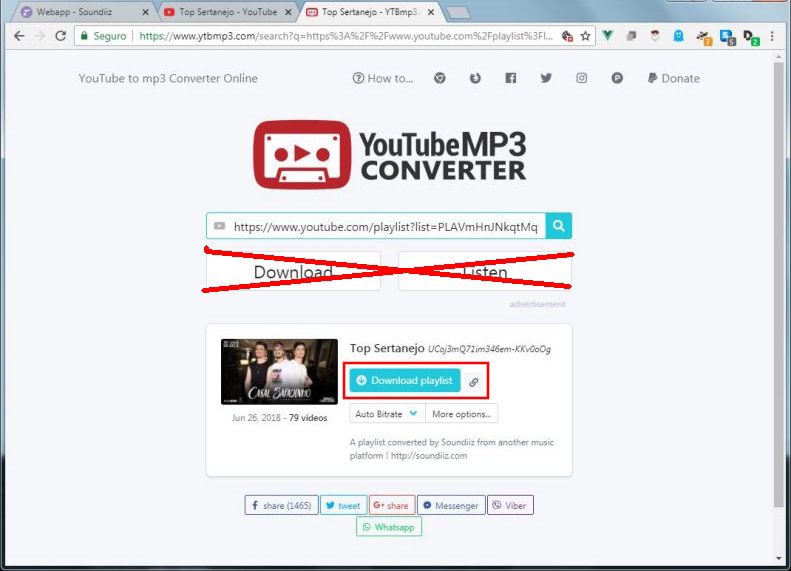 Webapp - Soundiiz
Top Sertanejo - YouTube
Top Sertanejo - YTBmp3
Seguro
https://www.ytbmp3.com/search?q=https%3A%2F%2Fwww.youtube.com%2Fplaylist%3Fl...
YouTube to mp3 Converter Online
How to...
Donate
YouTubeMP3
CONVERTER
https://www.youtube.com/playlist?list=PLAVmHnJNkqtMq
Download
Listen
advertisement
CASAL SAFADINHO
Top Sertanejo UCoj3mQ71im346em-KKv0oOg
Download playlist
Jun 26, 2018 - 79 videos
Auto Bitrate
More options...
A playlist converted by Soundiiz from another music
platform ! http://soundiiz.com
share (1465)
tweet
share
Messenger
Viber
Whatsapp